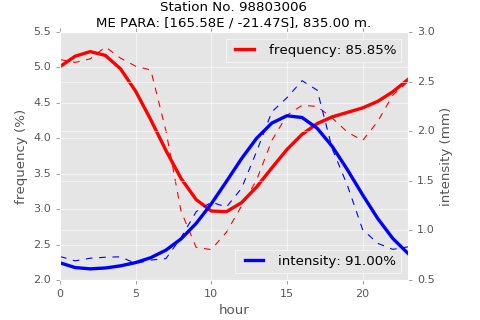 Station No. 98803006
ME PARA: [165.58E / -21.47S], 835.00 m.
5.5
5.0
4.5
4.0
3.5
3.0
2.5
2.0
frequency (%)
frequency: 85.85%
intensity: 91.00%
3.0
2.5
2.0
1.5
1.0
0.5
intensity (mm)
0
5
10
15
20
hour